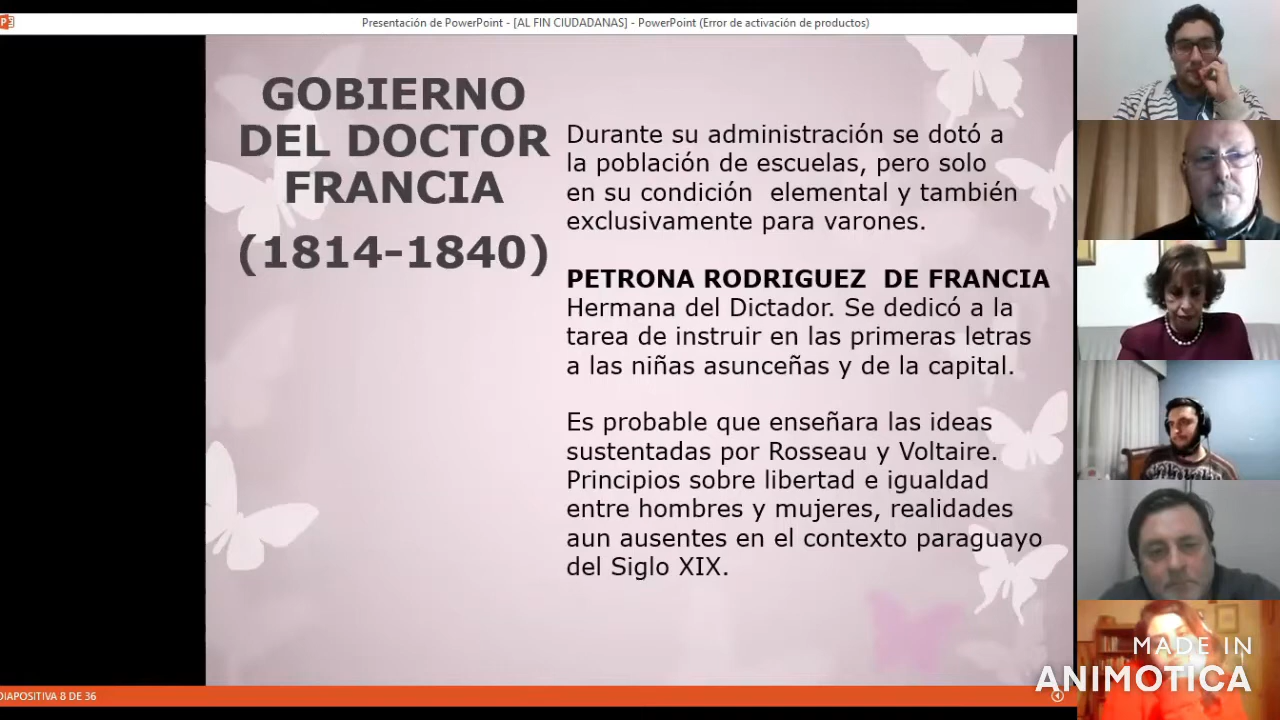 Presentación de PowerPoint - [AL FIN CIUDADANAS] - PowerPoint (Error de activación de productos)
GOBIERNO
DEL DOCTOR
FRANCIA
(1814-1840)
Durante su administración se dotó a
la población de escuelas, pero solo
en su condición elemental y también
exclusivamente para varones.
PETRONA RODRIGUEZ DE FRANCIA
Hermana del Dictador. Se dedicó a la
tarea de instruir en las primeras letras
a las niñas asunceñas y de la capital.
Es probable que enseñara las ideas
sustentadas por Rosseau y Voltaire.
Principios sobre libertad e igualdad
entre hombres y mujeres, realidades
aun ausentes en el contexto paraguayo
del Siglo XIX.
DIAPOSITIVA 8 DE 36
MADE IN
ANIMOTICA